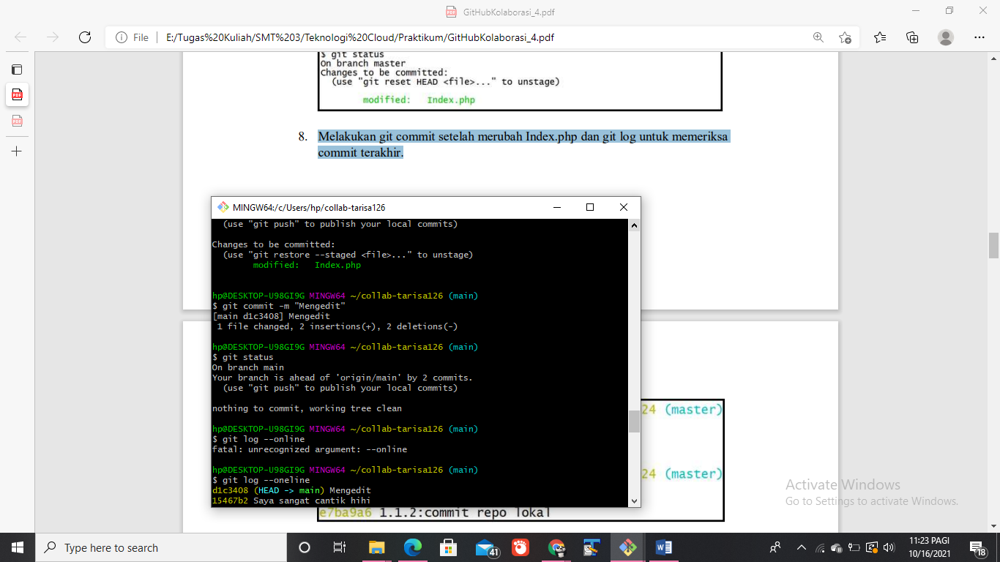 GitHubKolaborasi_4.pdf
File
E:/Tugas%20Kuliah/SMT%203/Teknologi%20Cloud/Praktikum/GitHubKolaborasi_4.pdf
$ git status
On branch master
Changes to be committed:
(use "git reset HEAD <file>..." to unstage)
modified: Index.php
8. Melakukan git commit setelah merubah Index.php dan git log untuk memeriksa
commit terakhir.
MINGW64:/c/Users/hp/collab-tarisa126
(use "git push" to publish your local commits)
Changes to be committed:
(use "git restore --staged <file>..." to unstage)
modified: Index.php
hp@DESKTOP-U98GI9G MINGW64 ~/collab-tarisa126 (main)
$ git commit -m "Mengedit"
[main d1c3408] Mengedit
1 file changed, 2 insertions(+), 2 deletions(-)
hp@DESKTOP-U98GI9G MINGW64 ~/collab-tarisa126 (main)
$ git status
On branch main
Your branch is ahead of 'origin/main' by 2 commits.
(use "git push" to publish your local commits)
nothing to commit, working tree clean
hp@DESKTOP-U98GI9G MINGW64 ~/collab-tarisa126 (main)
$ git log --online
fatal: unrecognized argument: --online
hp@DESKTOP-U98GI9G MINGW64 ~/collab-tarisa126 (main)
$ git log --oneline
d1c3408 (HEAD -> main) Mengedit
15467b2 Saya sangat cantik hihi
24 (master)
24 (master)
e7ba9a6 1.1.2:commit repo lokal
Activate Windows
Go to Settings to activate Windows.
Type here to search
41
11:23 PAGI
10/16/2021
18